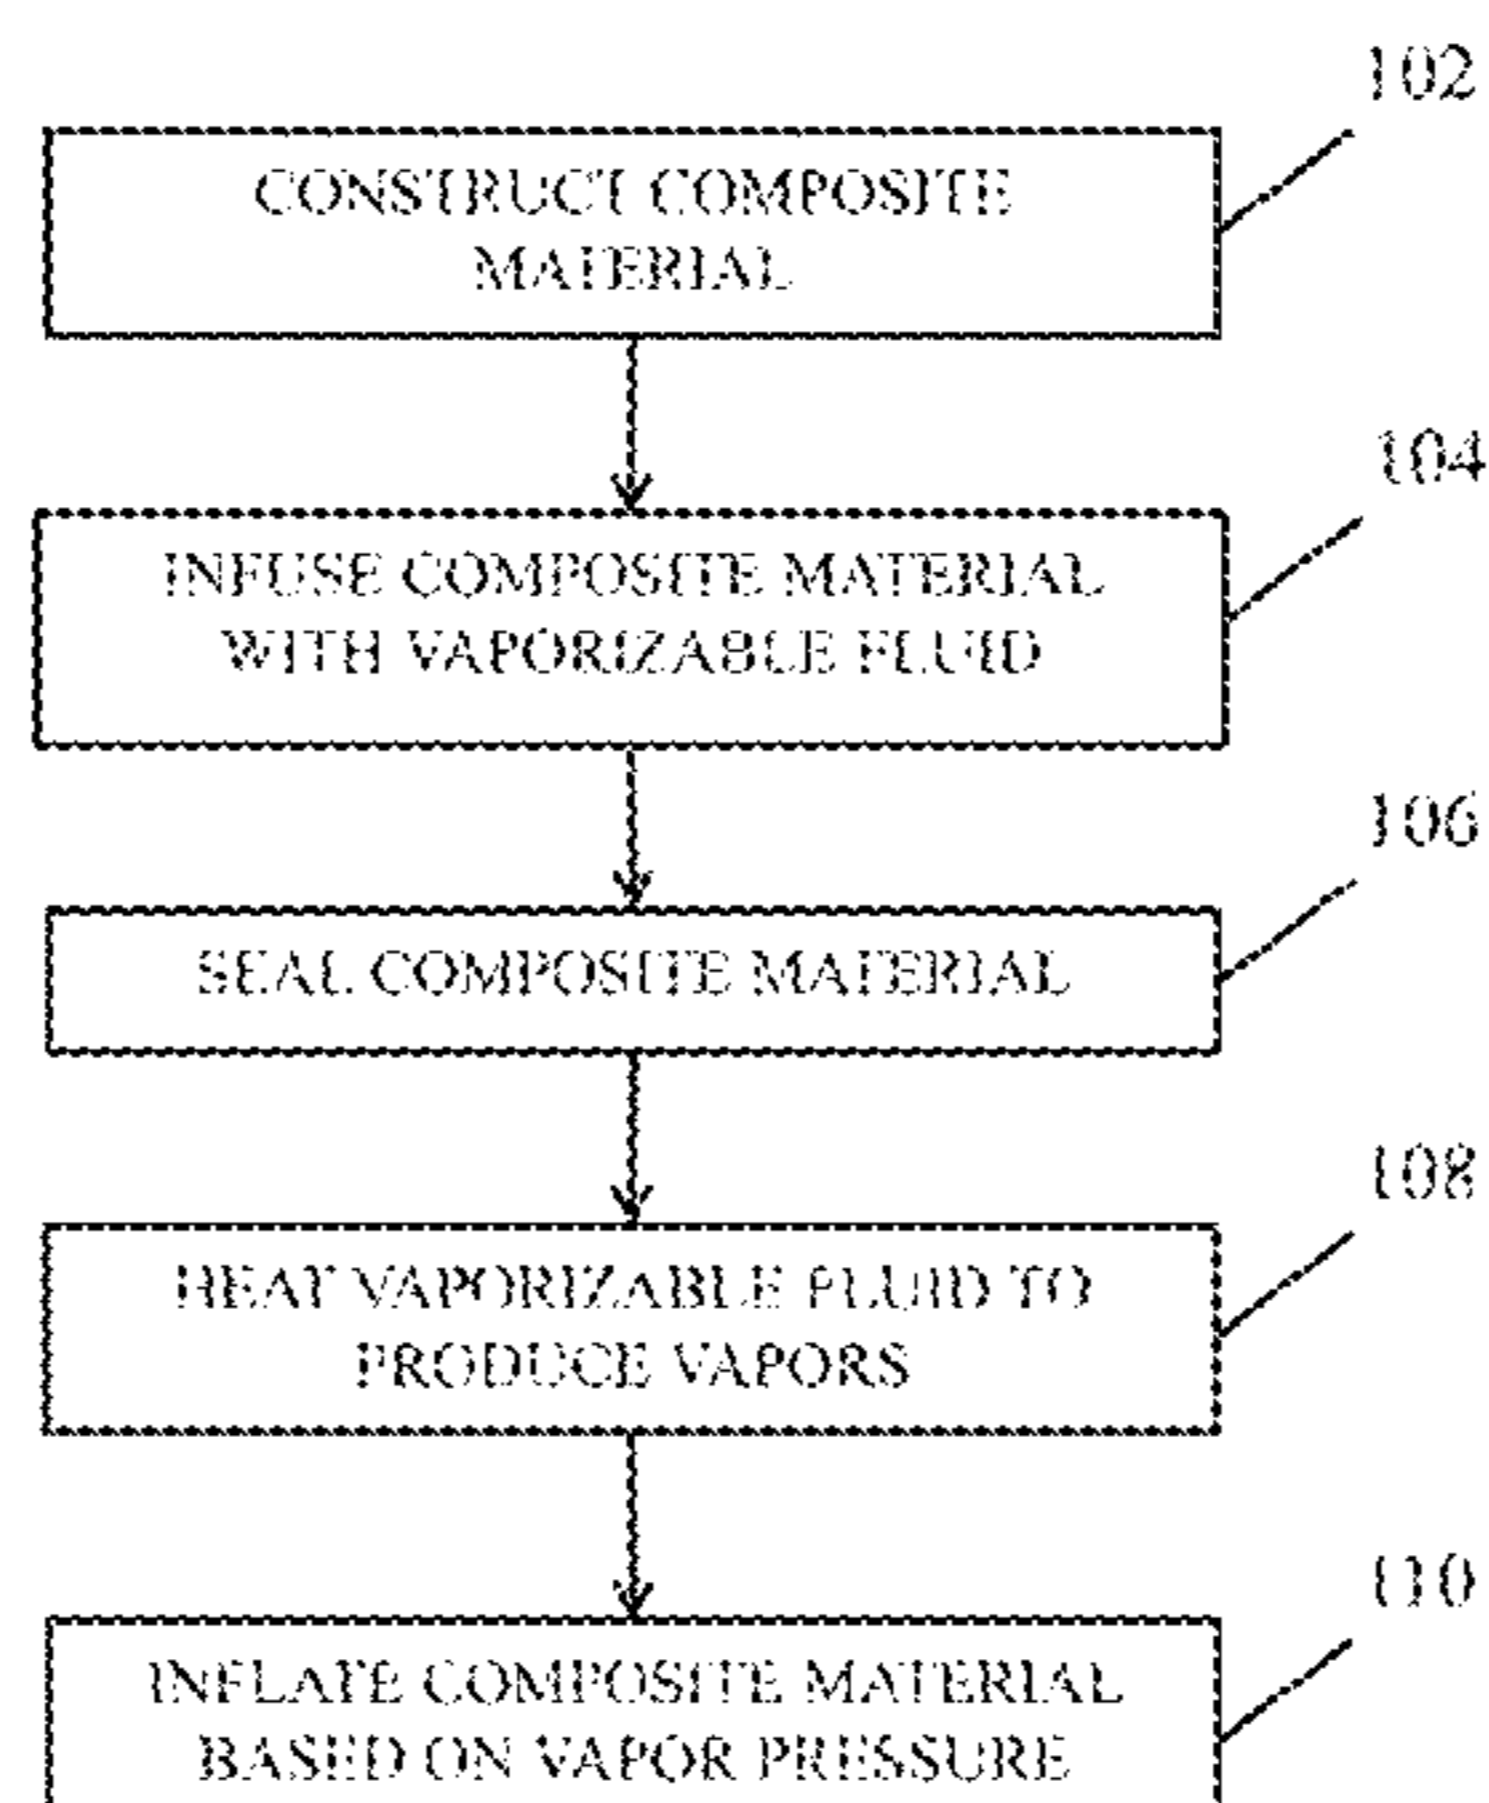 102
CONSTRUCT COMPOSITE
MATERIAL
104
INFUSE COMPOSITE MATERIAL
WITH VAPORIZABLE FLUID
106
SEAL COMPOSITE MATERIAL
108
HEAT VAPORIZABLE FLUID TO
PRODUCE VAPORS
110
INFLATE COMPOSITE MATERIAL
BASED ON VAPOR PRESSURE